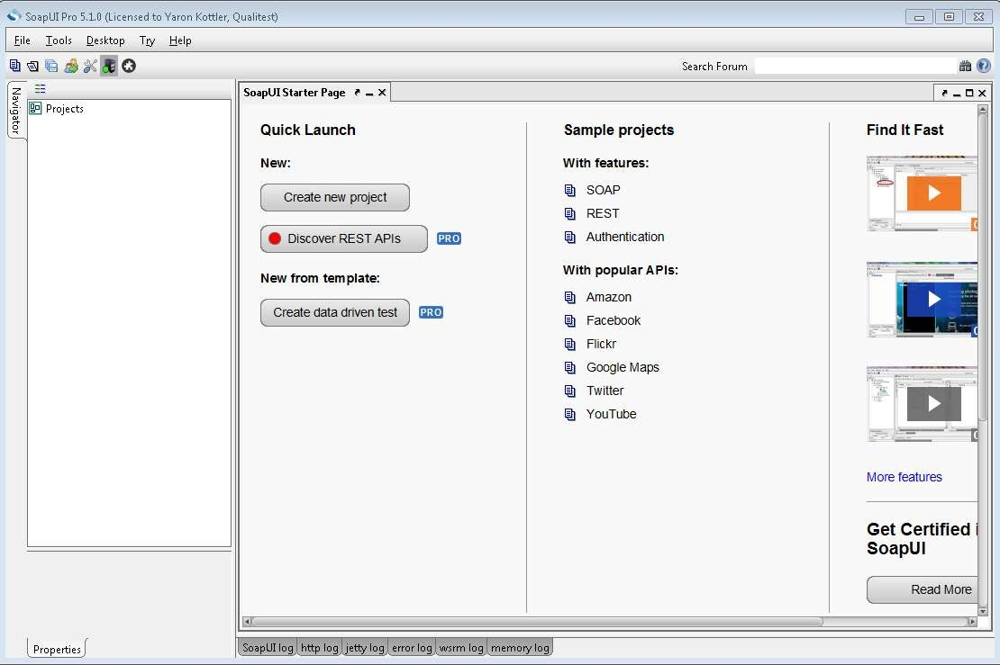 SoapUI Pro 5.1.0 (Licensed to Yaron Kottler, Qualitest)
File Tools Desktop Try Help
Search Forum
Navigator
Projects
SoapUI Starter Page
Quick Launch
New:
Create new project
Discover REST APIs PRO
New from template:
Create data driven test PRO
Sample projects
With features:
SOAP
REST
Authentication
With popular APIs:
Amazon
Facebook
Flickr
Google Maps
Twitter
YouTube
Find It Fast
More features
Get Certified i
SoapUI
Read More
Properties
SoapUI log http log jetty log error log wsrm log memory log